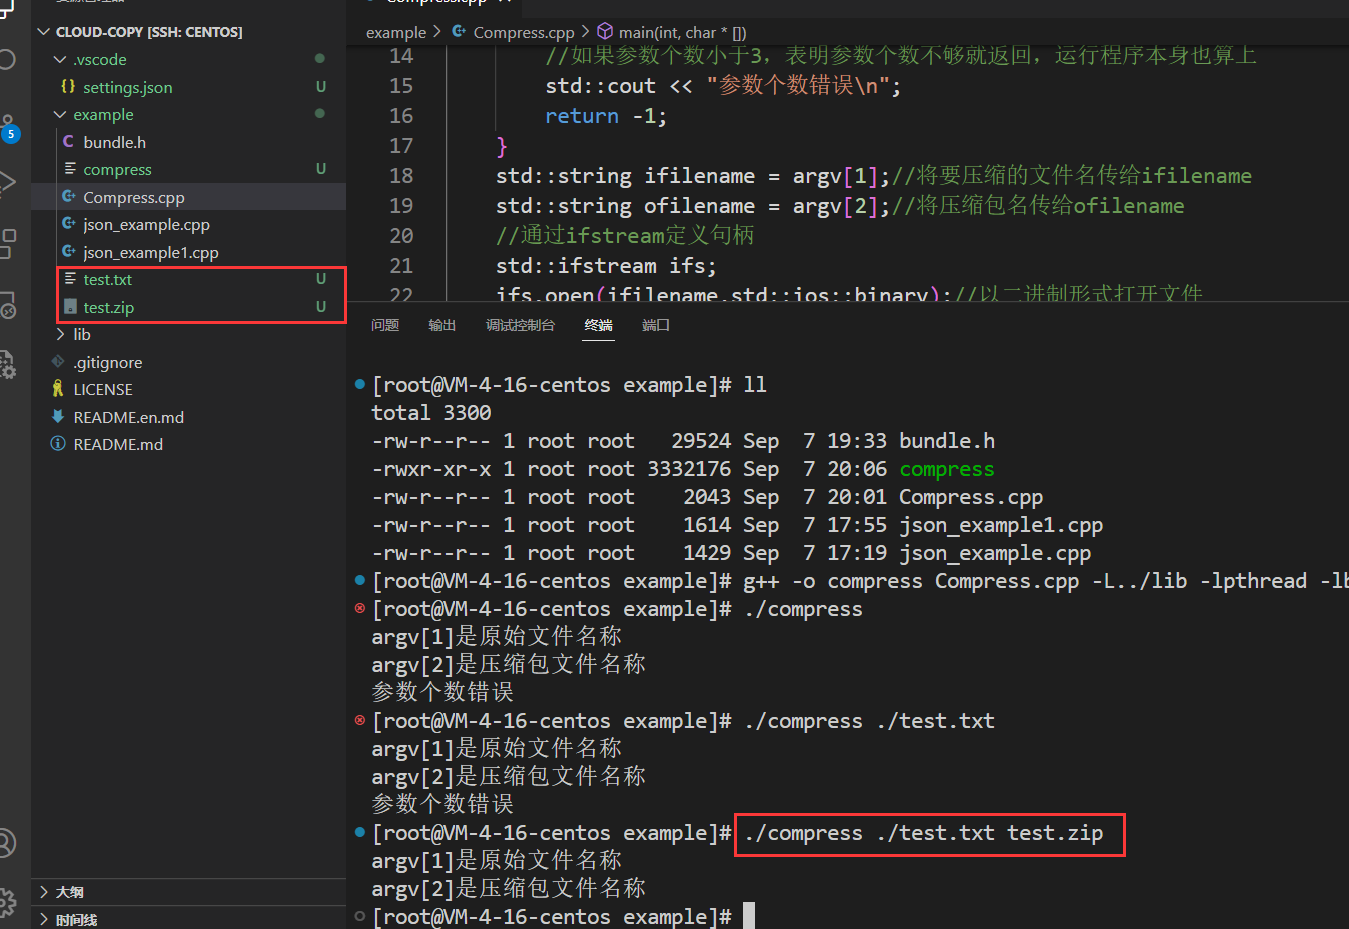 CLOUD-COPY [SSH: CENTOS]
.vscode
settings.json U
example
bundle.h
compress U
Compress.cpp
json_example.cpp
json_example1.cpp
test.txt U
test.zip U
lib
.gitignore
LICENSE
README.en.md
README.md
大纲
时间线
5
example > Compress.cpp > main(int, char * [])
14 //如果参数个数小于3，表明参数个数不够就返回，运行程序本身也算上
15 std::cout << "参数个数错误\n";
16 return -1;
17 }
18 std::string ifilename = argv[1];//将要压缩的文件名传给ifilename
19 std::string ofilename = argv[2];//将压缩包名传给ofilename
20 //通过ifstream定义句柄
21 std::ifstream ifs;
22 ifs.open(ifilename,std::ios::binary);//以二进制形式打开文件
问题 输出 调试控制台 终端 端口
[root@VM-4-16-centos example]# ll
total 3300
-rw-r--r-- 1 root root 29524 Sep 7 19:33 bundle.h
-rwxr-xr-x 1 root root 3332176 Sep 7 20:06 compress
-rw-r--r-- 1 root root 2043 Sep 7 20:01 Compress.cpp
-rw-r--r-- 1 root root 1614 Sep 7 17:55 json_example1.cpp
-rw-r--r-- 1 root root 1429 Sep 7 17:19 json_example.cpp
[root@VM-4-16-centos example]# g++ -o compress Compress.cpp -L../lib -lpthread
[root@VM-4-16-centos example]# ./compress
argv[1]是原始文件名称
argv[2]是压缩包文件名称
参数个数错误
[root@VM-4-16-centos example]# ./compress ./test.txt
argv[1]是原始文件名称
argv[2]是压缩包文件名称
参数个数错误
[root@VM-4-16-centos example]# ./compress ./test.txt test.zip
argv[1]是原始文件名称
argv[2]是压缩包文件名称
[root@VM-4-16-centos example]#